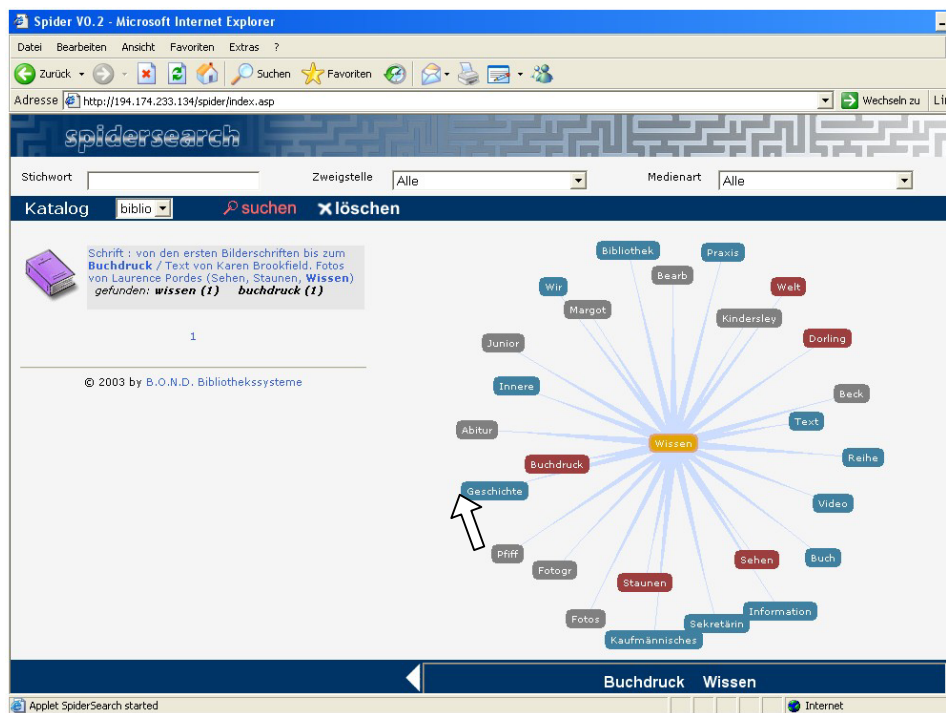 Spider V0.2 - Microsoft Internet Explorer
Datei Bearbeiten Ansicht Favoriten Extras ?
Zurück Suchen Favoriten
Adresse http://194.174.233.134/spider/index.asp Wechseln zu
spidersearch
Stichwort Zweigstelle Alle Medienart Alle
Katalog biblio suchen löschen
Schrift : von den ersten Bilderschriften bis zum
Buchdruck / Text von Karen Brookfield. Fotos
von Laurence Pordes (Sehen, Staunen, Wissen)
gefunden: wissen (1) buchdruck (1)
1
© 2003 by B.O.N.D. Bibliothekssysteme
Bibliothek
Praxis
Bearb
Wir
Welt
Margot
Kindersley
Junior
Dorling
Innere
Beck
Text
Abitur
Wissen
Reihe
Buchdruck
Geschichte
Video
Pfiff
Sehen
Buch
Fotogr
Staunen
Information
Fotos
Sekretärin
Kaufmännisches
Buchdruck Wissen
Applet SpiderSearch started Internet